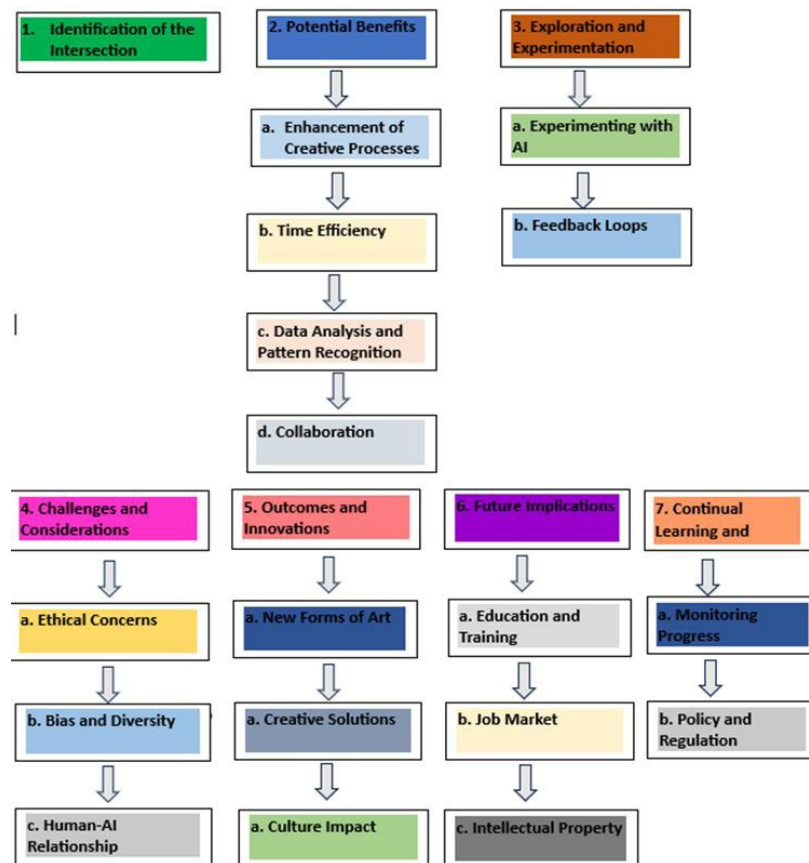 1. Identification of the
Intersection
2. Potential Benefits
a. Enhancement of
Creative Processes
b. Time Efficiency
c. Data Analysis and
Pattern Recognition
d. Collaboration
3. Exploration and
Experimentation
a. Experimenting with
AI
b. Feedback Loops
4. Challenges and
Considerations
a. Ethical Concerns
b. Bias and Diversity
c. Human-AI
Relationship
5. Outcomes and
Innovations
a. New Forms of Art
a. Creative Solutions
a. Culture Impact
6. Future Implications
a. Education and
Training
b. Job Market
c. Intellectual Property
7. Continual
Learning and
a. Monitoring
Progress
b. Policy and
Regulation